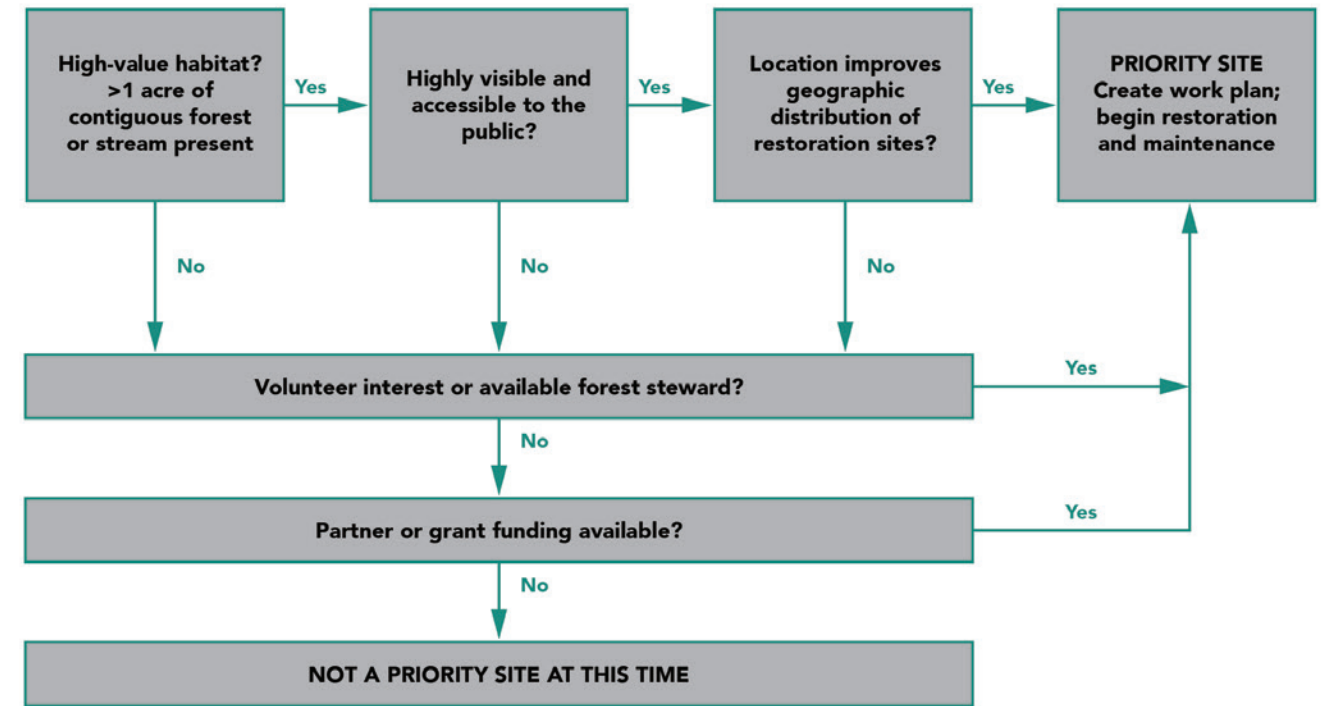 High-value habitat?
>1 acre of
contiguous forest
or stream present
Yes
Highly visible and
accessible to the
public?
Yes
Location improves
geographic
distribution of
restoration sites?
Yes
PRIORITY SITE
Create work plan;
begin restoration
and maintenance
No
No
No
Volunteer interest or available forest steward?
Yes
No
Partner or grant funding available?
Yes
No
NOT A PRIORITY SITE AT THIS TIME